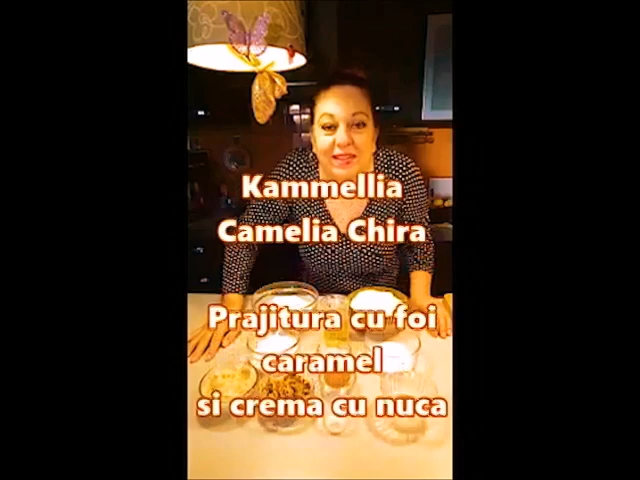 Kammellia
Camelia Chira
Prajitura cu foi
caramel
si crema cu nuca